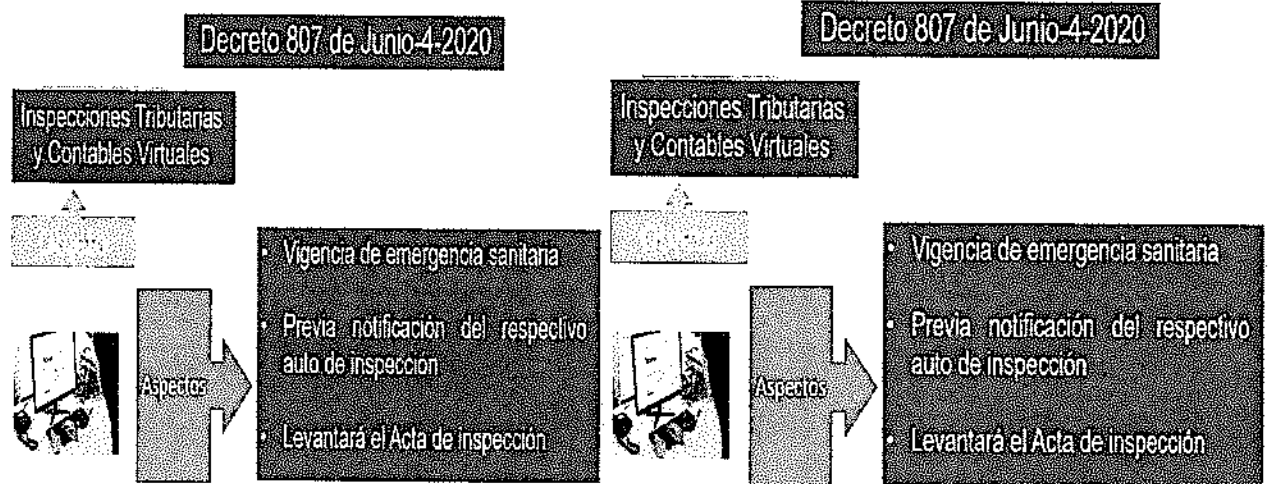 Decreto 807 de Junio-4-2020
Inspecciones Tributarias
y Contables Virtuales
Aspectos
• Vigencia de emergencia sanitaria
• Previa notificación del respectivo
auto de inspección
• Levantará el Acta de inspección
Decreto 807 de Junio-4-2020
Inspecciones Tributarias
y Contables Virtuales
Aspectos
• Vigencia de emergencia sanitaria
• Previa notificación del respectivo
auto de inspección
• Levantará el Acta de inspección